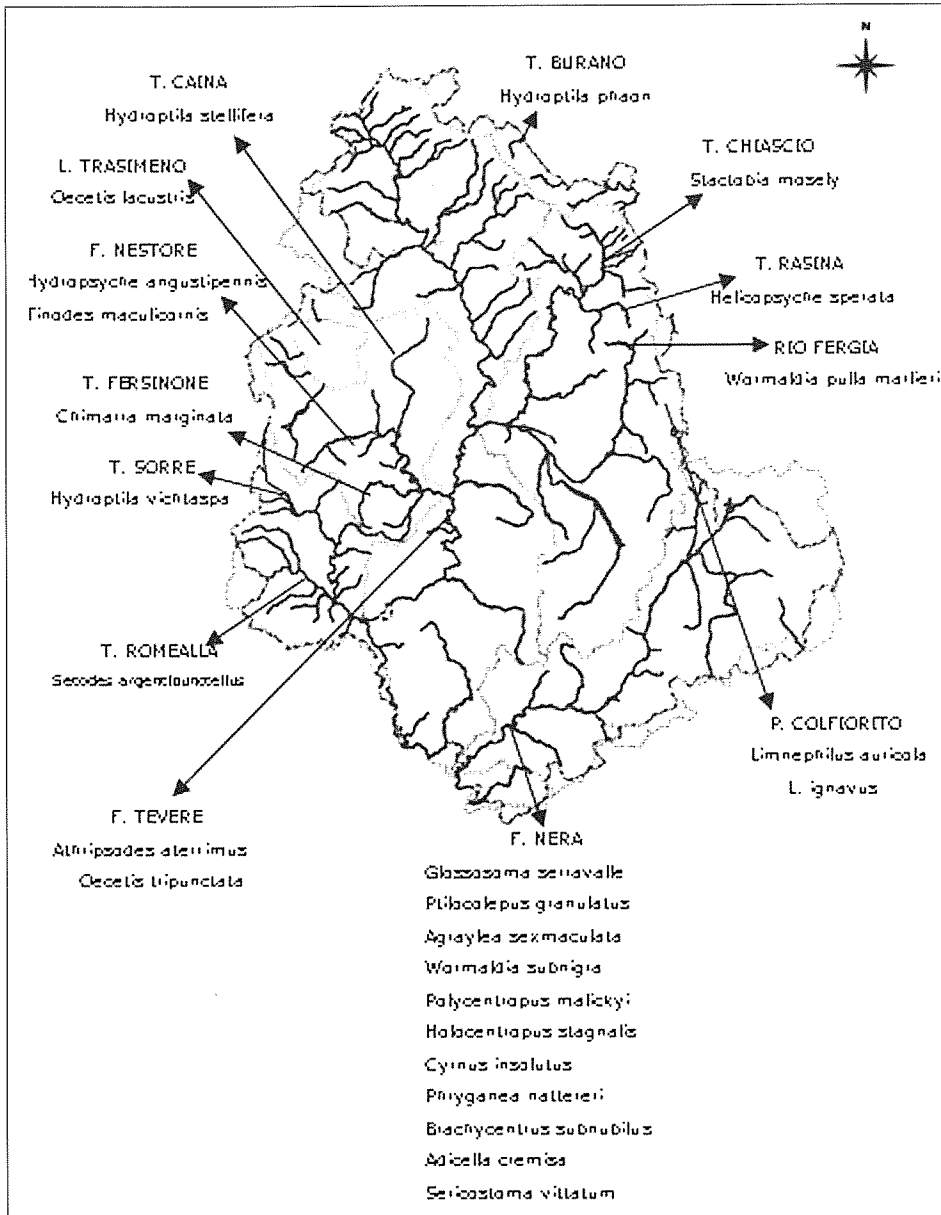 N
T. BURANO
Hydroptila phaon
T. CAINA
Hydroptila stellifera
T. CHIASCIO
Stactobia mosely
L. TRASIMENO
Oecetis lacustris
F. NESTORE
Hydropsyche angustipennis
Tinodes maculicornis
T. RASINA
Helicopsyche sperata
RIO FERGIA
Wormaldia pulla marlieri
T. FERSINONE
Chimarra marginata
T. SORRE
Hydroptila vichtaspa
T. ROMEALLA
Setodes argentipunctellus
P. COLFIORITO
Limnephilus auricola
L. ignavus
F. TEVERE
Athripsodes aterrimus
Oecetis tripunctata
F. NERA
Glossosoma serravalle
Ptilocolepus granulatus
Agraylea sexmaculata
Wormaldia subnigra
Polycentropus malickyi
Holocentropus stagnalis
Cyrnus insolutus
Phryganea nattereri
Brachycentrus subnubilus
Adicella cremisa
Sericostoma vittatum